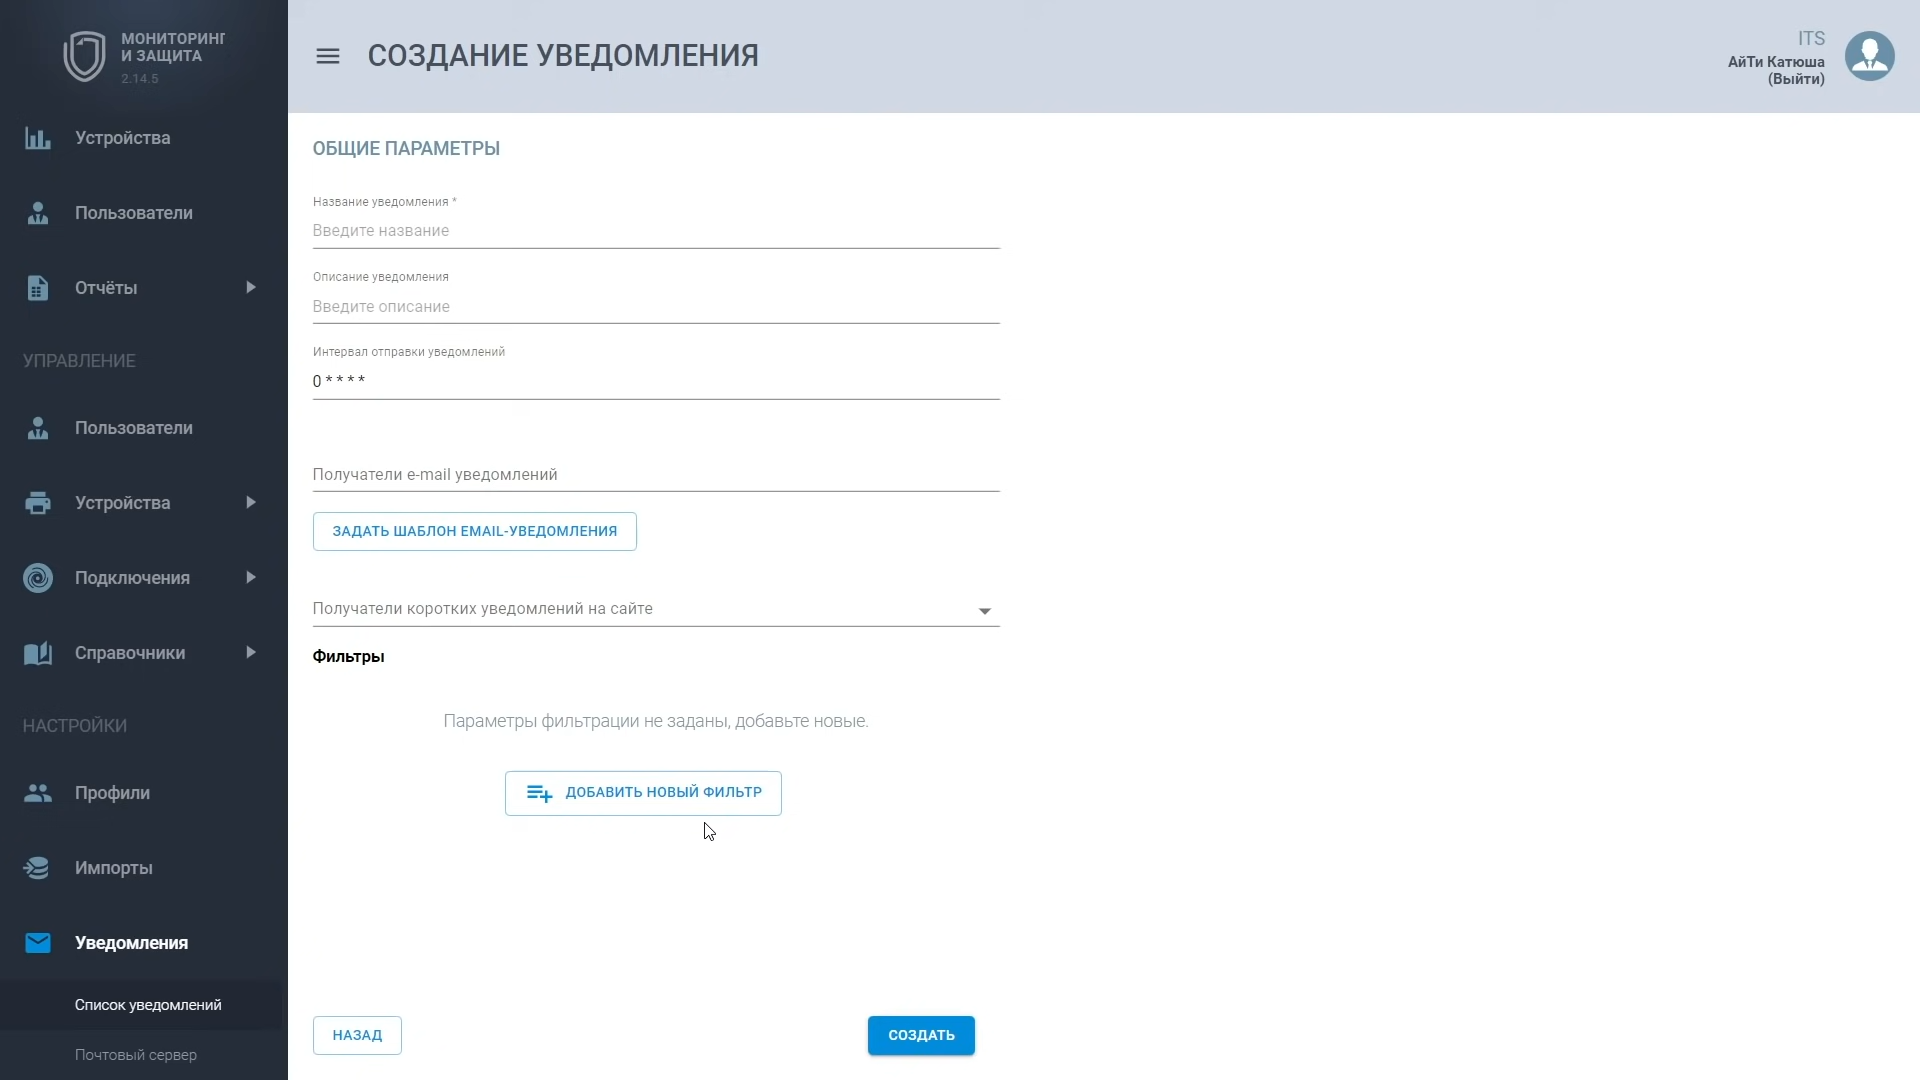 МОНИТОРИНГ
И ЗАЩИТА
2.14.5
Устройства
Пользователи
Отчёты
УПРАВЛЕНИЕ
Пользователи
Устройства
Подключения
Справочники
НАСТРОЙКИ
Профили
Импорты
Уведомления
Список уведомлений
Почтовый сервер
СОЗДАНИЕ УВЕДОМЛЕНИЯ
ITS
АйТи Катюша
(Выйти)
ОБЩИЕ ПАРАМЕТРЫ
Название уведомления *
Введите название
Описание уведомления
Введите описание
Интервал отправки уведомлений
0 * * * *
Получатели e-mail уведомлений
ЗАДАТЬ ШАБЛОН EMAIL-УВЕДОМЛЕНИЯ
Получатели коротких уведомлений на сайте
Фильтры
Параметры фильтрации не заданы, добавьте новые.
ДОБАВИТЬ НОВЫЙ ФИЛЬТР
НАЗАД
СОЗДАТЬ